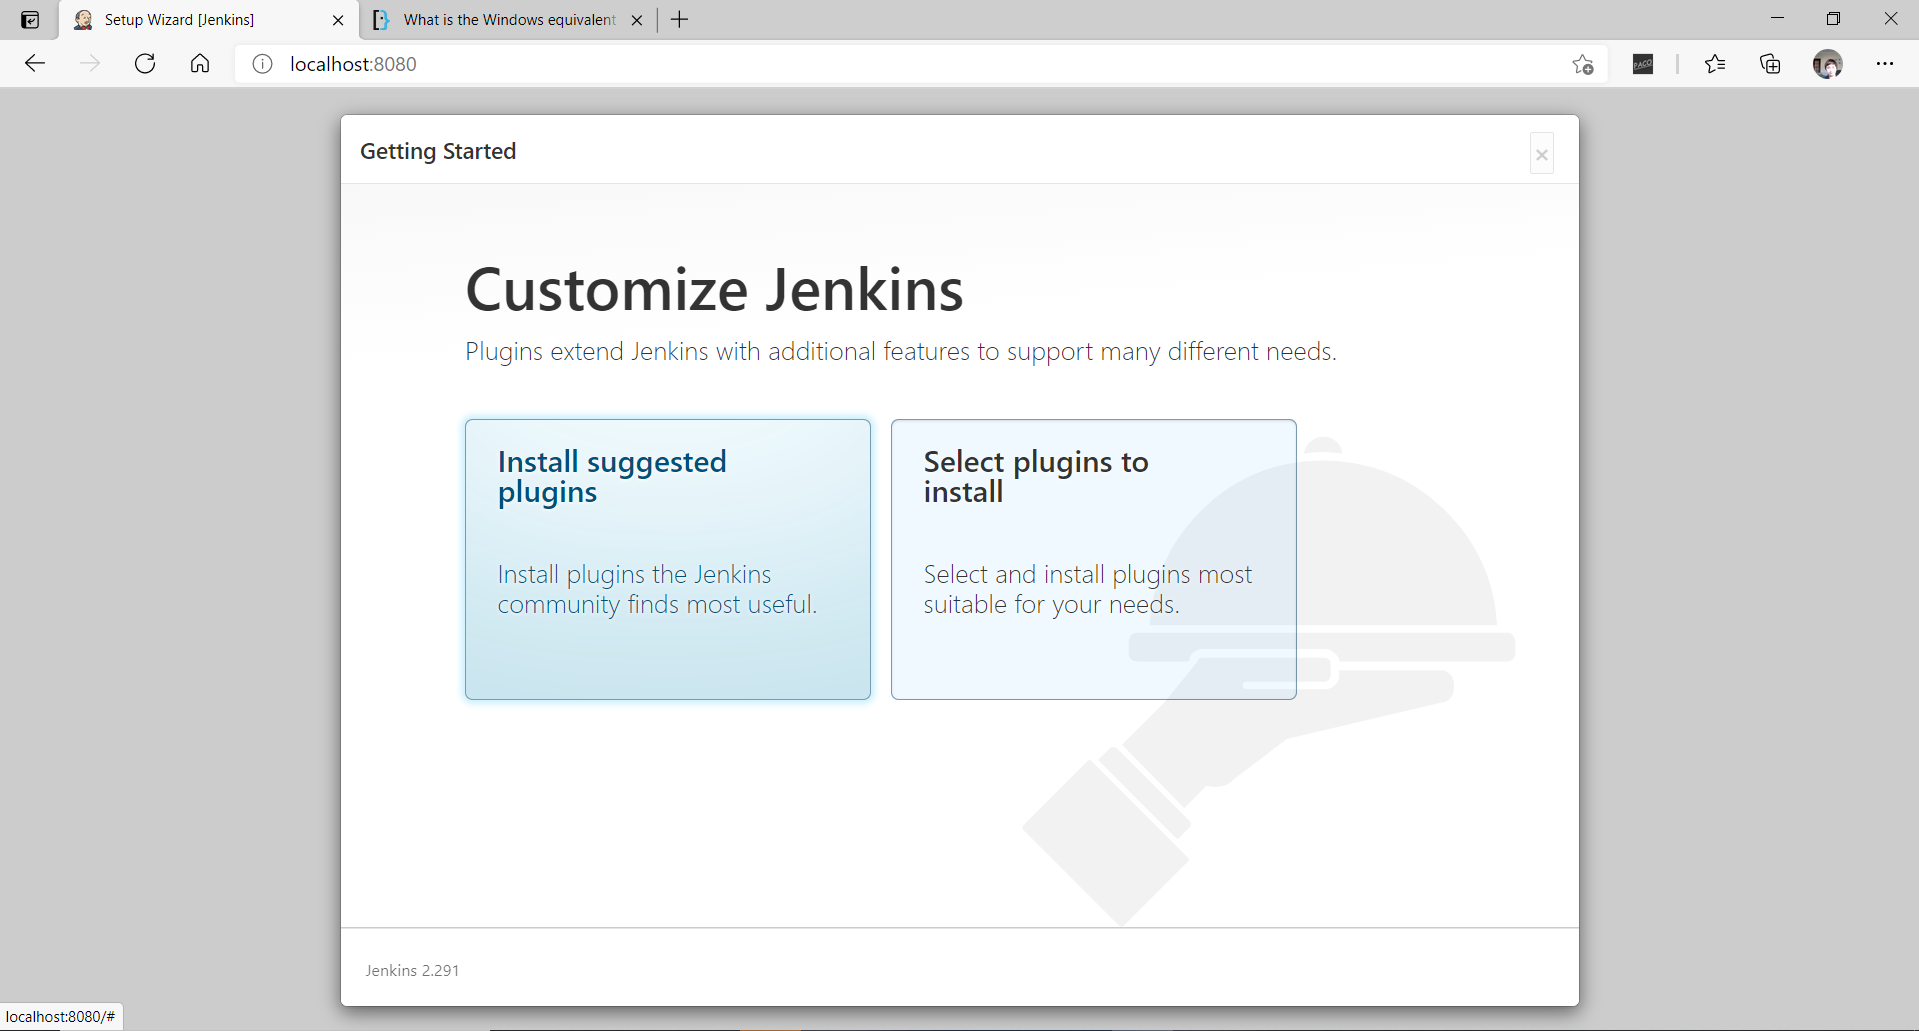 Setup Wizard [Jenkins]
What is the Windows equivalent
localhost:8080
PACO
Getting Started
Customize Jenkins
Plugins extend Jenkins with additional features to support many different needs.
Install suggested
plugins
Install plugins the Jenkins
community finds most useful.
Select plugins to
install
Select and install plugins most
suitable for your needs.
Jenkins 2.291
localhost:8080/#